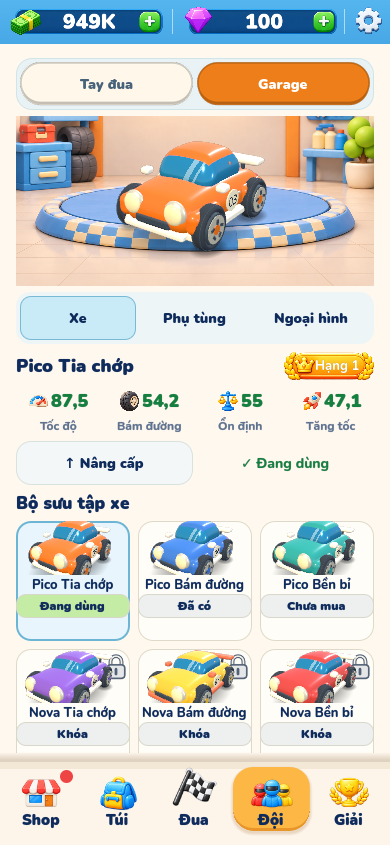 949K
100
Tay đua
Garage
03
Xe
Phụ tùng
Ngoại hình
Pico Tia chớp
Hạng 1
87,5
54,2
55
47,1
Tốc độ
Bám đường
Ổn định
Tăng tốc
↑ Nâng cấp
✓ Đang dùng
Bộ sưu tập xe
Pico Tia chớp
Pico Bám đường
Pico Bền bỉ
Đang dùng
Đã có
Chưa mua
Nova Tia chớp
Nova Bám đường
Nova Bền bỉ
Khóa
Khóa
Khóa
Shop
Túi
Đua
Đội
Giải